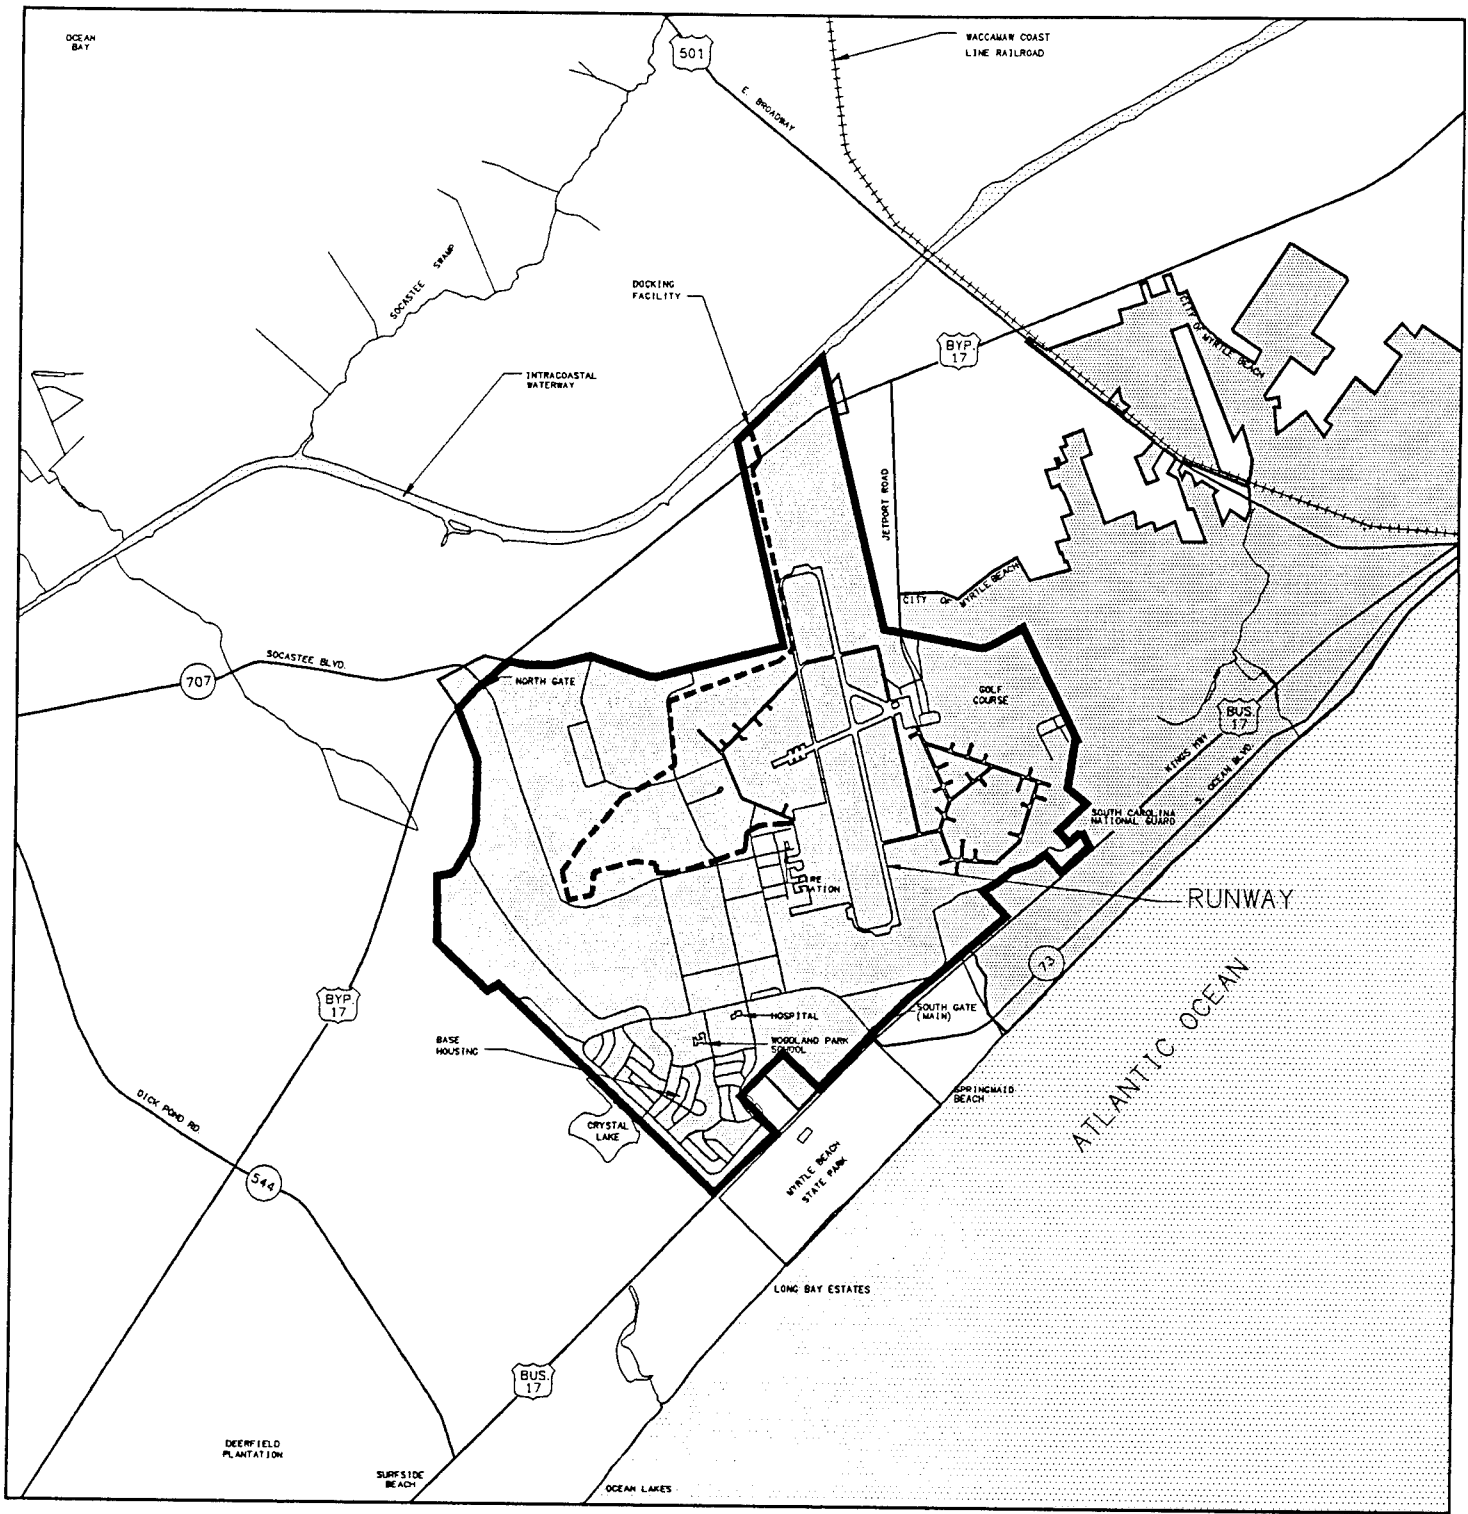 OCEAN
BAY
501
WACCAMAW COAST
LINE RAILROAD
E. BROADWAY
SOCASTEE SWAMP
DOCKING
FACILITY
CITY OF MYRTLE BEACH
BYP.
17
INTRACOASTAL
WATERWAY
JETPORT ROAD
CITY OF MYRTLE BEACH
SOCASTEE BLVD.
707
NORTH GATE
GOLF
COURSE
BUS.
17
KINGS HWY
S. OCEAN BLVD.
SOUTH CAROLINA
NATIONAL GUARD
FIRE
STATION
RUNWAY
73
ATLANTIC OCEAN
BYP.
17
SOUTH GATE
(MAIN)
HOSPITAL
WOODLAND PARK
SCHOOL
BASE
HOUSING
SPRINGMAID
BEACH
DICK POND RD.
CRYSTAL
LAKE
544
MYRTLE BEACH
STATE PARK
LONG BAY ESTATES
BUS.
17
DEERFIELD
PLANTATION
SURFSIDE
BEACH
OCEAN LAKES